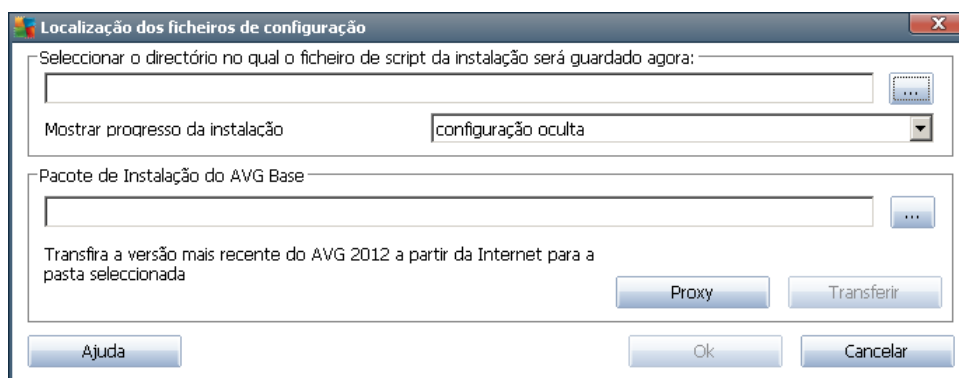 Localização dos ficheiros de configuração
Seleccionar o directório no qual o ficheiro de script da instalação será guardado agora:
...
Mostrar progresso da instalação
configuração oculta
Pacote de Instalação do AVG Base
...
Transfira a versão mais recente do AVG 2012 a partir da Internet para a
pasta seleccionada
Proxy
Transferir
Ajuda
Ok
Cancelar